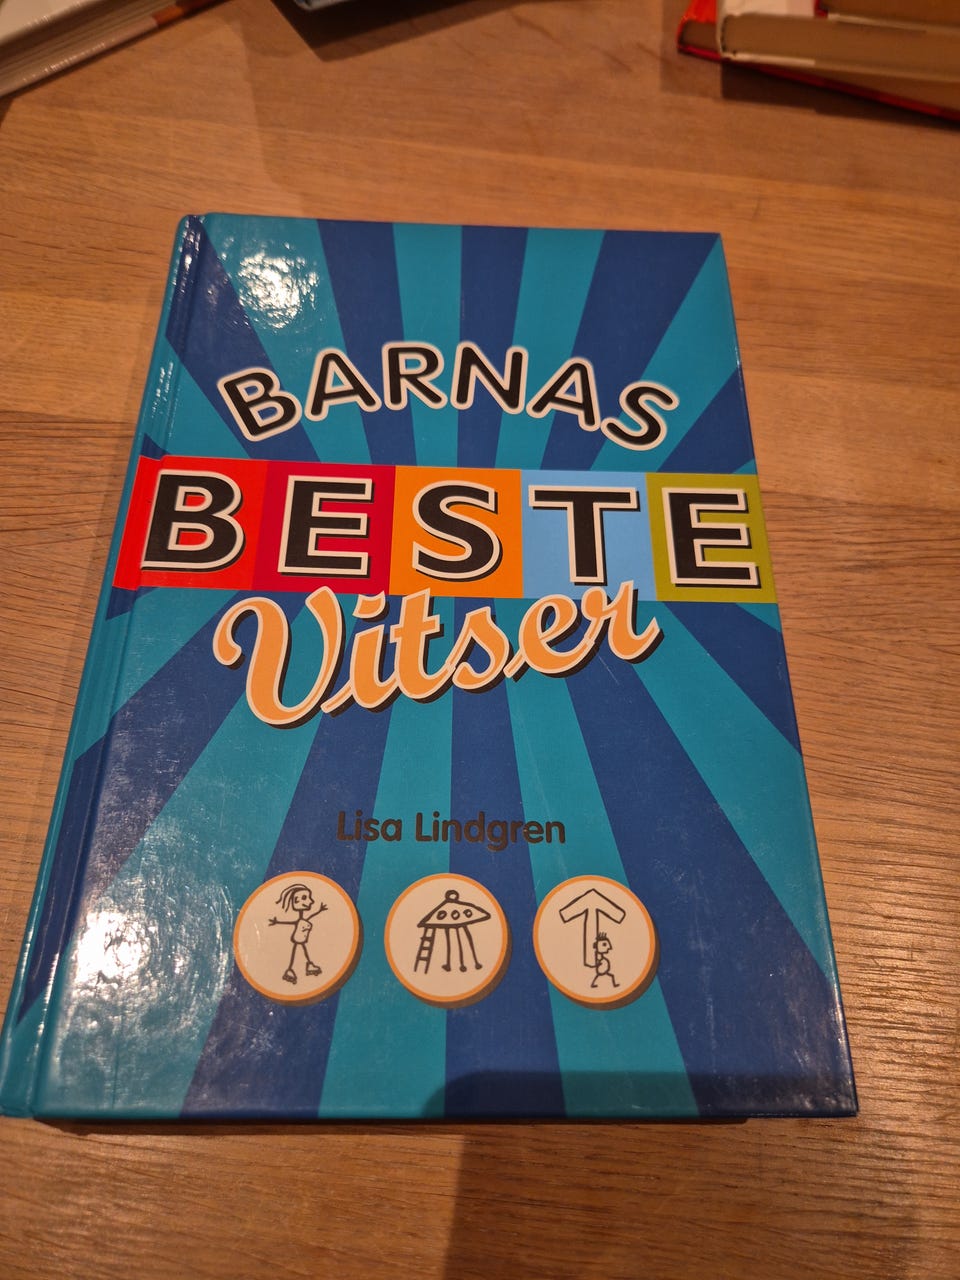 BARNAS
BESTE
Vitser
Lisa Lindgren